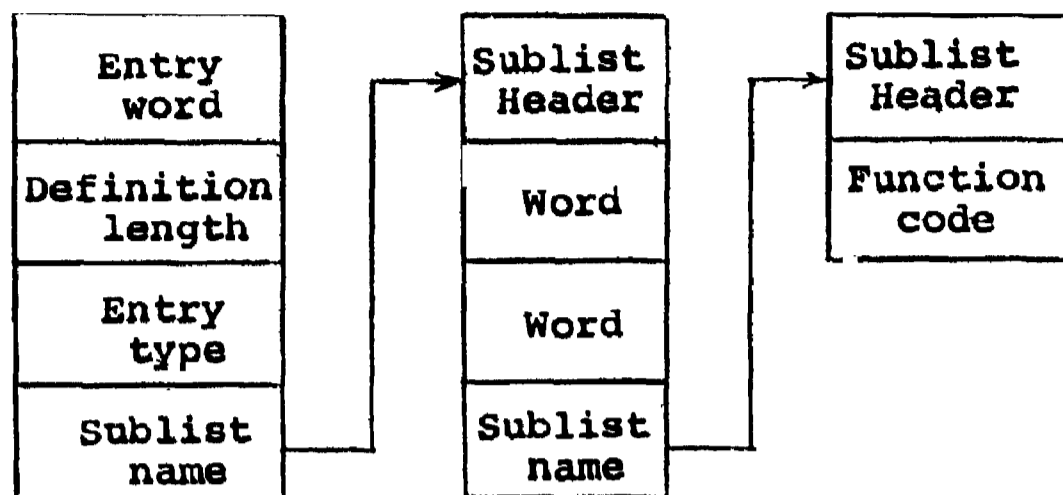 Entry
word
Definition
length
Entry
type
Sublist
name
Sublist
Header
Word
Word
Sublist
name
Sublist
Header
Function
code